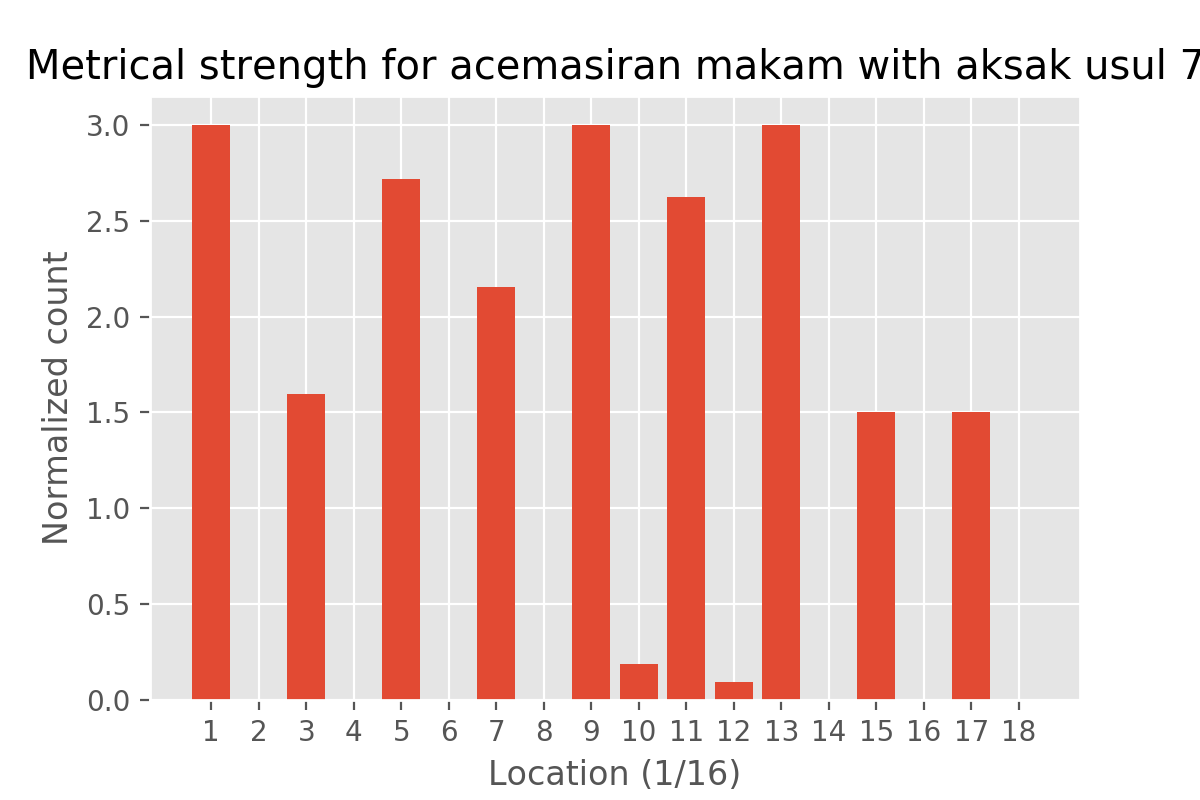 Metrical strength for acemasiran makam with aksak usul 7
3.0
2.5
2.0
1.5
1.0
0.5
0.0
Normalized count
1 2 3 4 5 6 7 8 9 10 11 12 13 14 15 16 17 18
Location (1/16)